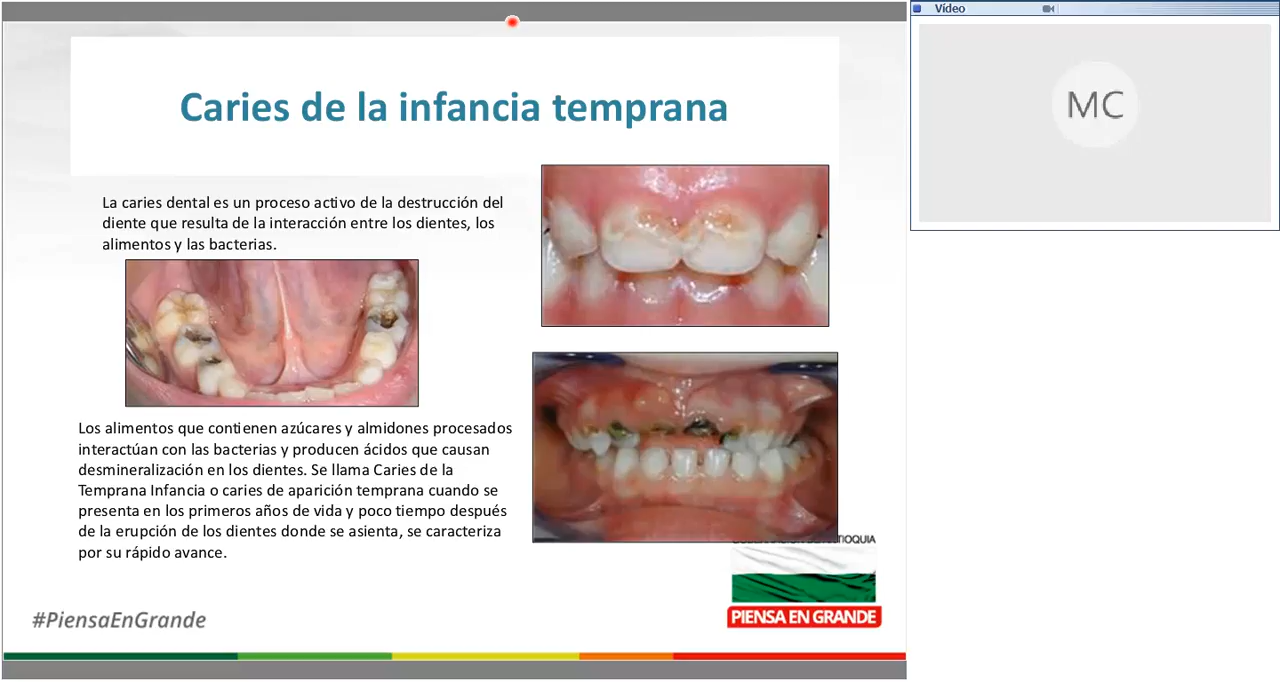 Vídeo
MC
Caries de la infancia temprana
La caries dental es un proceso activo de la destrucción del
diente que resulta de la interacción entre los dientes, los
alimentos y las bacterias.
Los alimentos que contienen azúcares y almidones procesados
interactúan con las bacterias y producen ácidos que causan
desmineralización en los dientes. Se llama Caries de la
Temprana Infancia o caries de aparición temprana cuando se
presenta en los primeros años de vida y poco tiempo después
de la erupción de los dientes donde se asienta, se caracteriza
por su rápido avance.
PIENSA EN GRANDE
#PiensaEnGrande